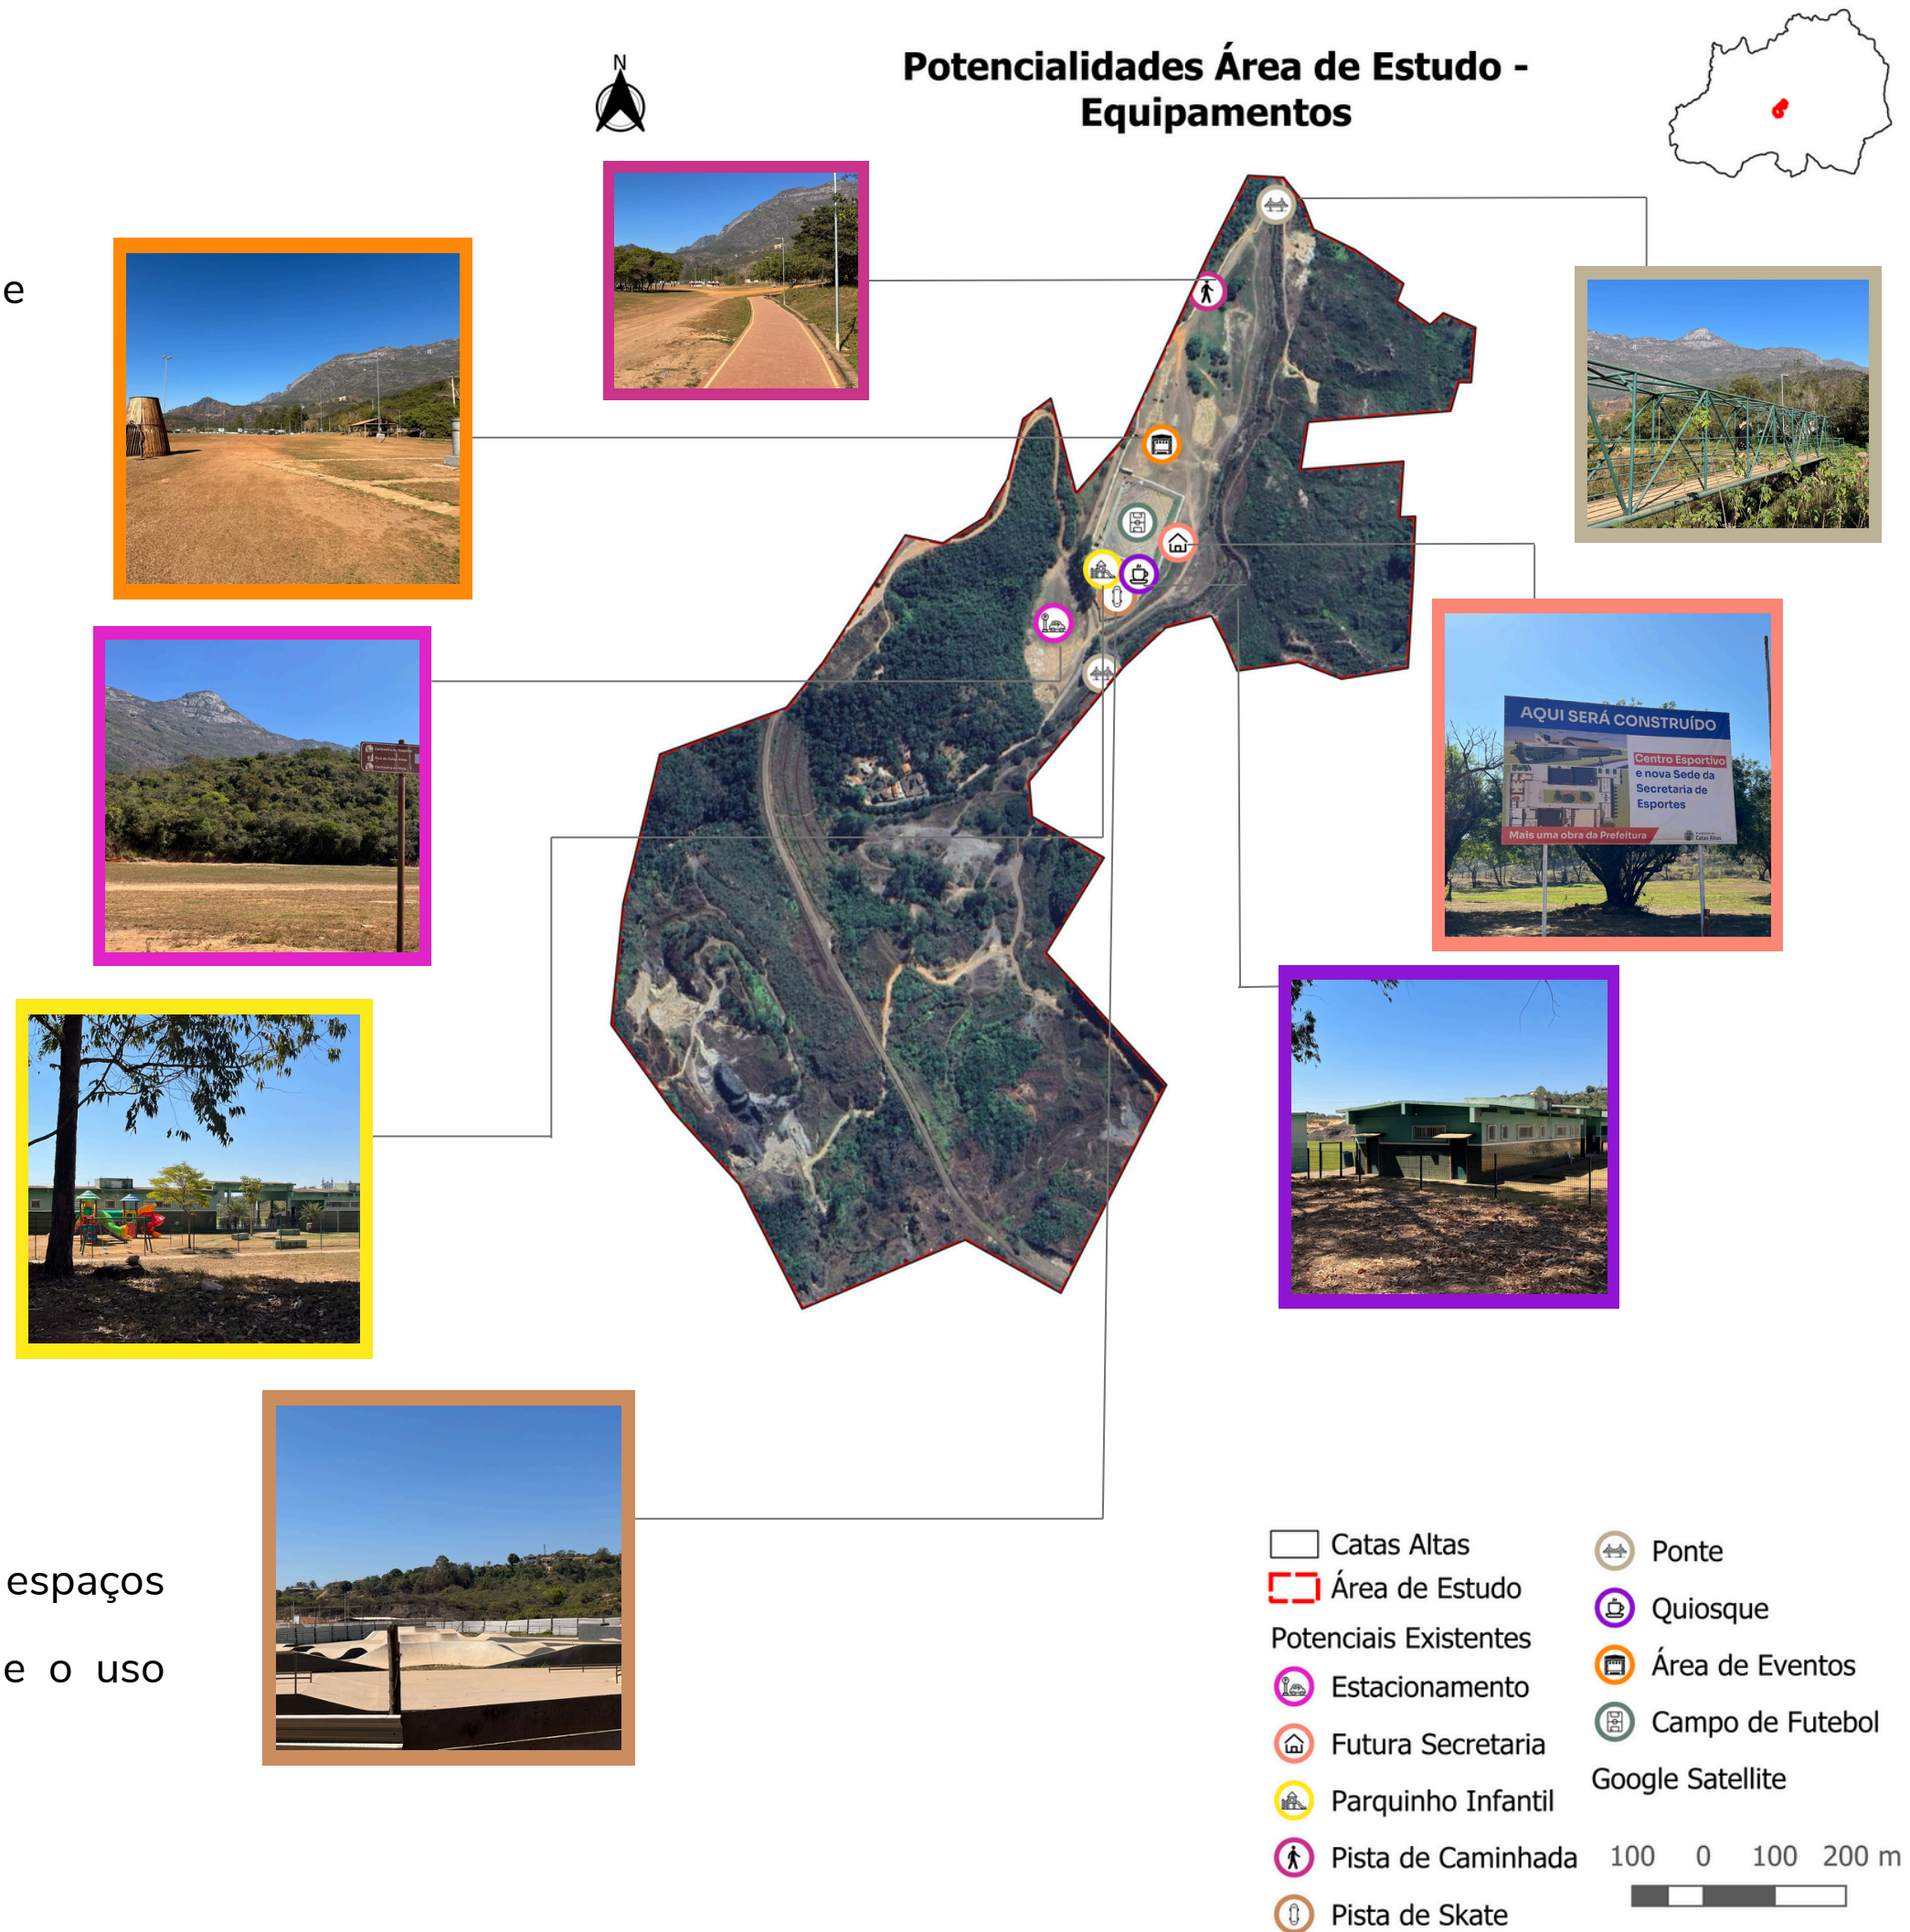 N
Potencialidades Área de Estudo -
Equipamentos
e
AQUI SERÁ CONSTRUÍDO
Centro Esportivo
e nova Sede da
Secretaria de
Esportes
Mais uma obra da Prefeitura
Catas Altas
espaços
e o uso
Catas Altas
Área de Estudo
Potenciais Existentes
Estacionamento
Futura Secretaria
Parquinho Infantil
Pista de Caminhada
Pista de Skate
Ponte
Quiosque
Área de Eventos
Campo de Futebol
Google Satellite
100 0 100 200 m